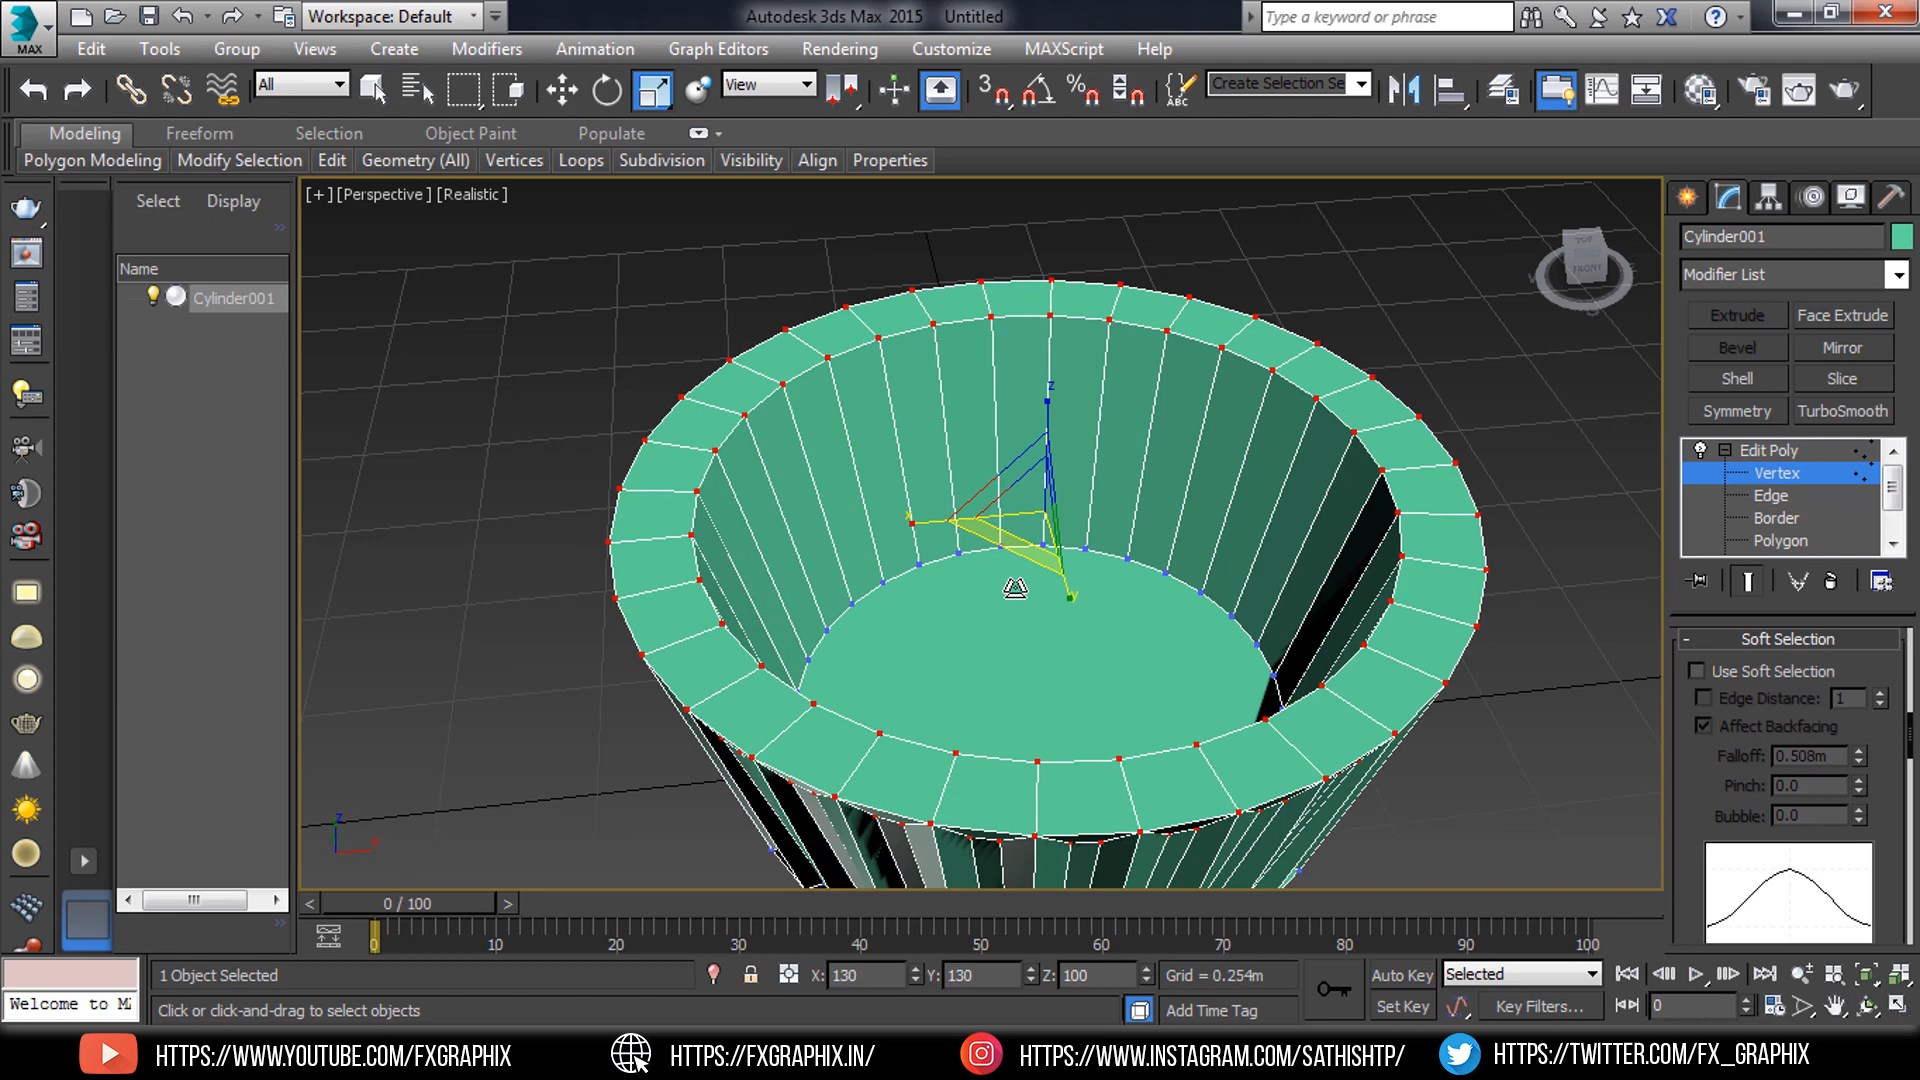 MAX
Workspace: Default
Autodesk 3ds Max 2015 Untitled
Type a keyword or phrase
Edit Tools Group Views Create Modifiers Animation Graph Editors Rendering Customize MAXScript Help
All
View
3
%
ABC
Create Selection Se
Modeling Freeform Selection Object Paint Populate
Polygon Modeling Modify Selection Edit Geometry (All) Vertices Loops Subdivision Visibility Align Properties
Select Display
Name
Cylinder001
[+] [Perspective] [Realistic]
TOP
FRONT
z
x
y
z
x
Cylinder001
Modifier List
Extrude Face Extrude
Bevel Mirror
Shell Slice
Symmetry TurboSmooth
Edit Poly
Vertex
Edge
Border
Polygon
- Soft Selection
Use Soft Selection
Edge Distance: 1
Affect Backfacing
Falloff: 0.508m
Pinch: 0.0
Bubble: 0.0
< 0 / 100 >
0 10 20 30 40 50 60 70 80 90 100
1 Object Selected
X: 130 Y: 130 Z: 100 Grid = 0.254m
Auto Key Selected
Welcome to M
Click or click-and-drag to select objects
Add Time Tag
Set Key Key Filters... 0
HTTPS://WWW.YOUTUBE.COM/FXGRAPHIX HTTPS://FXGRAPHIX.IN/ HTTPS://WWW.INSTAGRAM.COM/SATHISHTP/ HTTPS://TWITTER.COM/FX_GRAPHIX